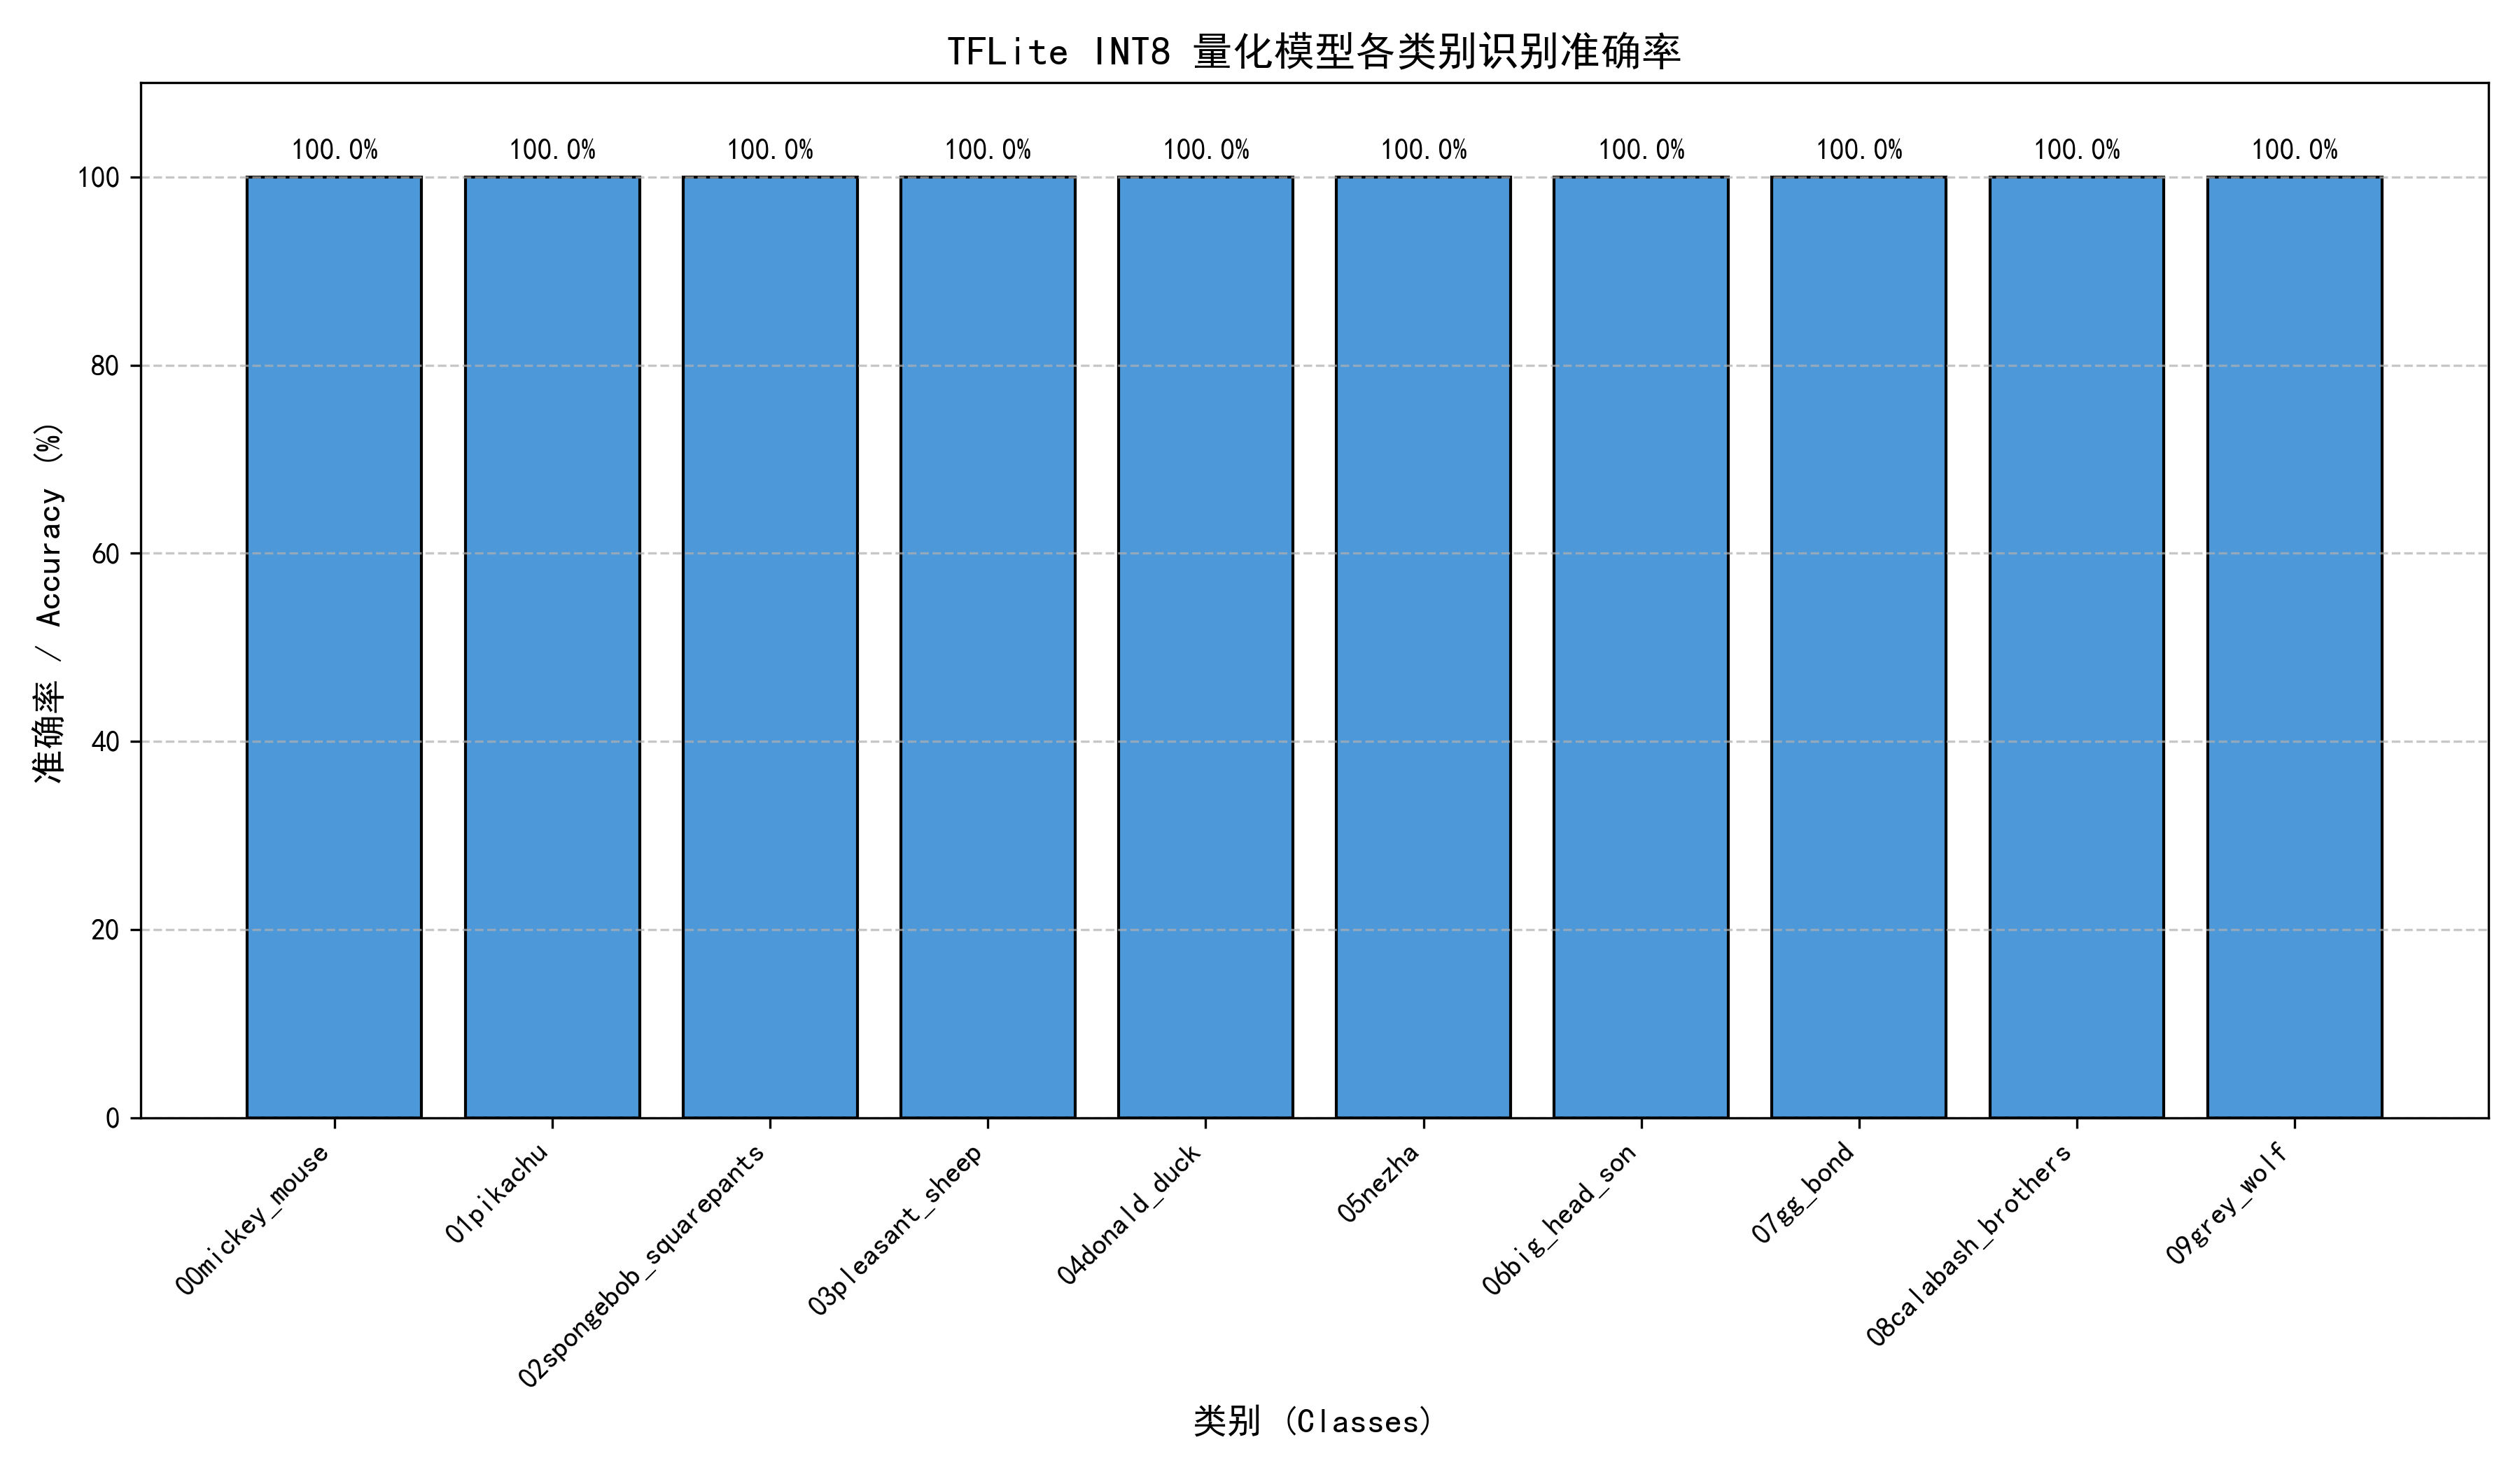 TFLite INT8 量化模型各类别识别准确率
准确率 / Accuracy (%)
100.0% 100.0% 100.0% 100.0% 100.0% 100.0% 100.0% 100.0% 100.0% 100.0%
100
80
60
40
20
0
00mickey_mouse
01pikachu
02spongebob_squarepants
03pleasant_sheep
04donald_duck
05nezha
06big_head_son
07gg_bond
08calabash_brothers
09grey_wolf
类别 (Classes)